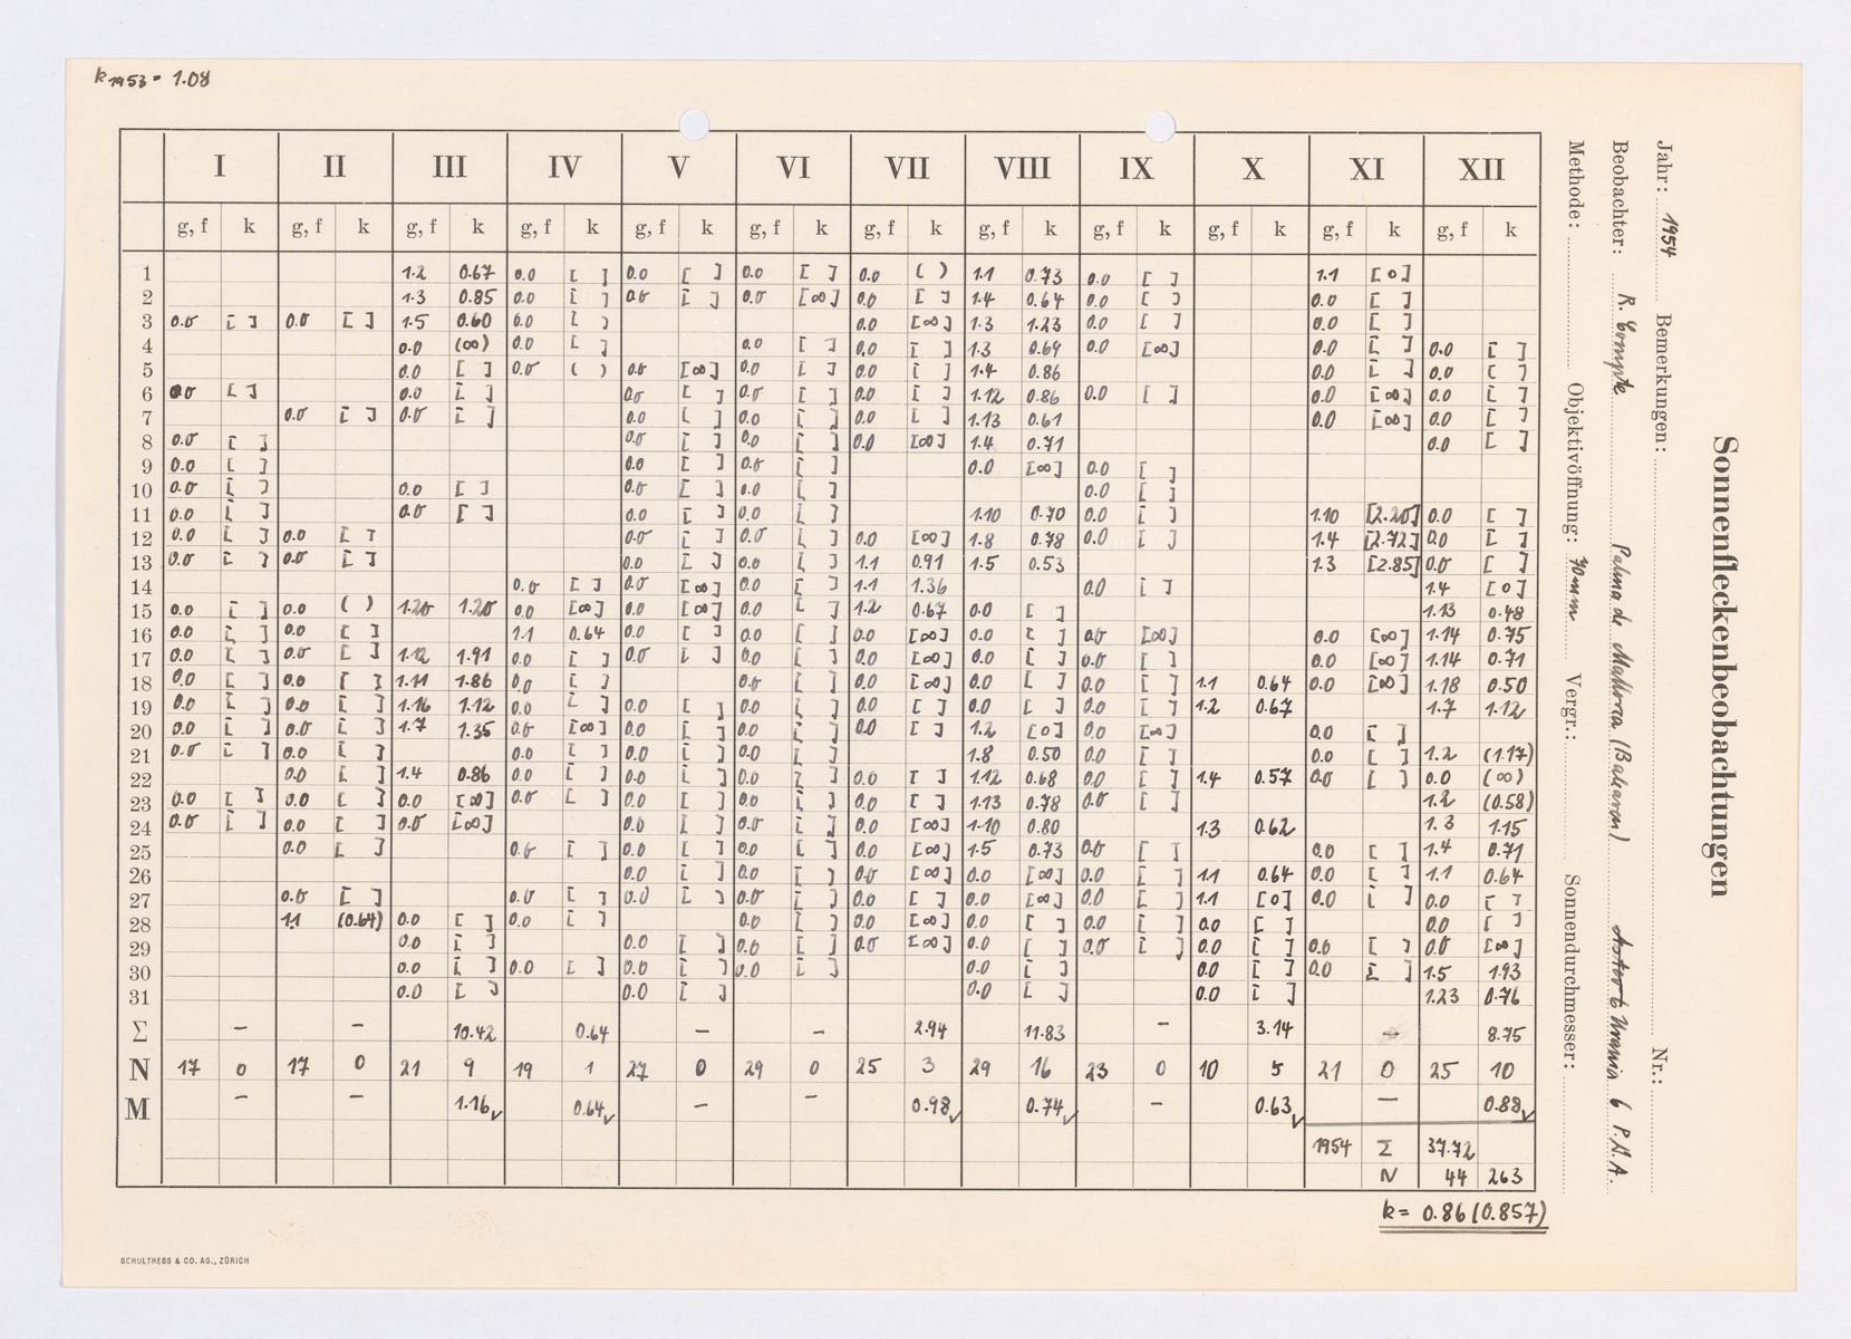 k1953 = 1.08
Sonnenfleckenbeobachtungen
Jahr: 1954 Bemerkungen: Nr.:
Beobachter: R. Compte Palma de Mallorca (Baleares) 6 P.M.A.
Methode: Objektivöffnung: 70mm Vergr.: Sonnendurchmesser:
I II III IV V VI VII VIII IX X XI XII
g, f k g, f k g, f k g, f k g, f k g, f k g, f k g, f k g, f k g, f k g, f k g, f k
1 1.2 0.67 0.0 [ ] 0.0 [ ] 0.0 [ ] 0.0 ( ) 1.1 0.73 0.0 [ ] 1.1 [0]
2 1.3 0.85 0.0 [ ] 0.0 [ ] 0.0 [∞] 0.0 [ ] 1.4 0.64 0.0 [ ] 0.0 [ ]
3 0.0 [ ] 0.0 [ ] 1.5 0.60 0.0 [ ] 0.0 [∞] 1.3 1.23 0.0 [ ] 0.0 [ ]
4 0.0 (∞) 0.0 [ ] 0.0 [ ] 0.0 [ ] 1.3 0.69 0.0 [∞] 0.0 [ ] 0.0 [ ]
5 0.0 [ ] 0.0 ( ) 0.0 [∞] 0.0 [ ] 0.0 [ ] 1.4 0.86 0.0 [ ] 0.0 [ ]
6 0.0 [ ] 0.0 [ ] 0.0 [ ] 0.0 [ ] 0.0 [ ] 1.12 0.86 0.0 [ ] 0.0 [∞] 0.0 [ ]
7 0.0 [ ] 0.0 [ ] 0.0 [ ] 0.0 [ ] 0.0 [ ] 1.13 0.61 0.0 [∞] 0.0 [ ]
8 0.0 [ ] 0.0 [ ] 0.0 [ ] 0.0 [∞] 1.4 0.71 0.0 [ ]
9 0.0 [ ] 0.0 [ ] 0.0 [ ] 0.0 [∞] 0.0 [ ]
10 0.0 [ ] 0.0 [ ] 0.0 [ ] 0.0 [ ] 0.0 [ ]
11 0.0 [ ] 0.0 [ ] 0.0 [ ] 0.0 [ ] 1.10 0.70 0.0 [ ] 1.10 [2.20] 0.0 [ ]
12 0.0 [ ] 0.0 [ ] 0.0 [ ] 0.0 [ ] 0.0 [∞] 1.8 0.78 0.0 [ ] 1.4 [2.72] 0.0 [ ]
13 0.0 [ ] 0.0 [ ] 0.0 [ ] 0.0 [ ] 1.1 0.91 1.5 0.53 1.3 [2.85] 0.0 [ ]
14 0.0 [ ] 0.0 [∞] 0.0 [ ] 1.1 1.36 0.0 [ ] 1.4 [0]
15 0.0 [ ] 0.0 ( ) 1.20 1.20 0.0 [∞] 0.0 [∞] 0.0 [ ] 1.2 0.67 0.0 [ ] 1.13 0.48
16 0.0 [ ] 0.0 [ ] 1.1 0.64 0.0 [ ] 0.0 [ ] 0.0 [∞] 0.0 [ ] 0.0 [∞] 0.0 [∞] 1.14 0.75
17 0.0 [ ] 0.0 [ ] 1.12 1.91 0.0 [ ] 0.0 [ ] 0.0 [ ] 0.0 [∞] 0.0 [ ] 0.0 [ ] 0.0 [∞] 1.14 0.71
18 0.0 [ ] 0.0 [ ] 1.11 1.86 0.0 [ ] 0.0 [ ] 0.0 [∞] 0.0 [ ] 0.0 [ ] 1.1 0.64 0.0 [∞] 1.18 0.50
19 0.0 [ ] 0.0 [ ] 1.16 1.12 0.0 [ ] 0.0 [ ] 0.0 [ ] 0.0 [ ] 0.0 [ ] 0.0 [ ] 1.2 0.67 1.7 1.12
20 0.0 [ ] 0.0 [ ] 1.7 1.35 0.0 [∞] 0.0 [ ] 0.0 [ ] 0.0 [ ] 1.2 [0] 0.0 [∞] 0.0 [ ]
21 0.0 [ ] 0.0 [ ] 0.0 [ ] 0.0 [ ] 0.0 [ ] 1.8 0.50 0.0 [ ] 0.0 [ ] 1.2 (1.17)
22 0.0 [ ] 1.4 0.86 0.0 [ ] 0.0 [ ] 0.0 [ ] 0.0 [ ] 1.12 0.68 0.0 [ ] 1.4 0.57 0.0 [ ] 0.0 (∞)
23 0.0 [ ] 0.0 [ ] 0.0 [∞] 0.0 [ ] 0.0 [ ] 0.0 [ ] 0.0 [ ] 1.13 0.78 0.0 [ ] 1.2 (0.58)
24 0.0 [ ] 0.0 [ ] 0.0 [∞] 0.0 [ ] 0.0 [ ] 0.0 [∞] 1.10 0.80 1.3 0.62 1.3 1.15
25 0.0 [ ] 0.0 [ ] 0.0 [ ] 0.0 [ ] 0.0 [∞] 1.5 0.73 0.0 [ ] 0.0 [ ] 1.4 0.71
26 0.0 [ ] 0.0 [ ] 0.0 [∞] 0.0 [∞] 0.0 [ ] 1.1 0.64 0.0 [ ] 1.1 0.64
27 0.0 [ ] 0.0 [ ] 0.0 [ ] 0.0 [ ] 0.0 [ ] 0.0 [∞] 0.0 [ ] 1.1 [0] 0.0 [ ] 0.0 [ ]
28 1.1 (0.64) 0.0 [ ] 0.0 [ ] 0.0 [ ] 0.0 [∞] 0.0 [ ] 0.0 [ ] 0.0 [ ] 0.0 [ ]
29 0.0 [ ] 0.0 [ ] 0.0 [ ] 0.0 [∞] 0.0 [ ] 0.0 [ ] 0.0 [ ] 0.0 [ ] 0.0 [∞]
30 0.0 [ ] 0.0 [ ] 0.0 [ ] 0.0 [ ] 0.0 [ ] 0.0 [ ] 0.0 [ ] 1.5 1.93
31 0.0 [ ] 0.0 [ ] 0.0 [ ] 0.0 [ ] 1.23 0.76
Σ – – 10.42 0.64 – – 2.94 11.83 – 3.14 – 8.75
N 17 0 17 0 21 9 19 1 27 0 29 0 25 3 29 16 23 0 10 5 21 0 25 10
M – – 1.16 0.64 – – 0.98 0.74 – 0.63 – 0.88
1954 Σ 37.72
N 44 263
k = 0.86 (0.857)
SCHULTHESS & CO. AG., ZÜRICH